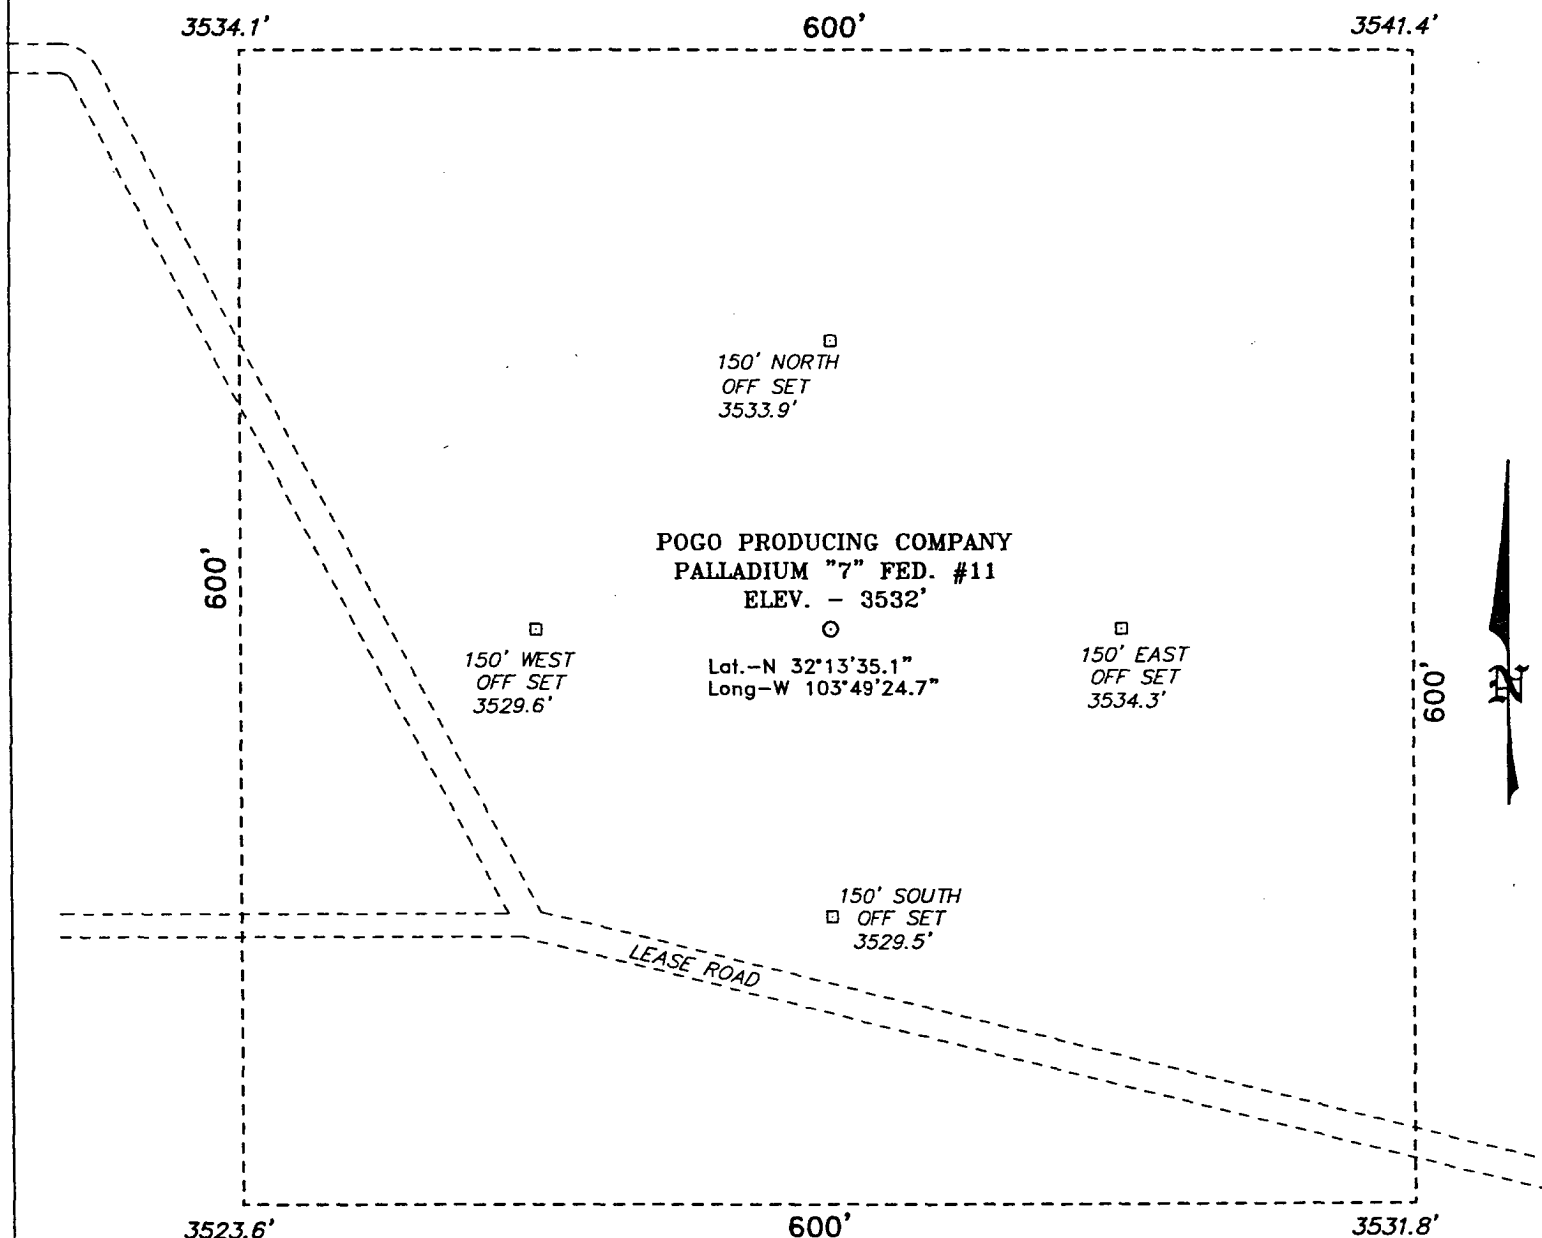 3534.1'
600'
3541.4'
150' NORTH
OFF SET
3533.9'
600'
POGO PRODUCING COMPANY
PALLADIUM "7" FED. #11
ELEV. - 3532'
150' WEST
OFF SET
3529.6'
Lat.-N 32°13'35.1"
Long-W 103°49'24.7"
150' EAST
OFF SET
3534.3'
600'
N
150' SOUTH
OFF SET
3529.5'
LEASE ROAD
3523.6'
600'
3531.8'